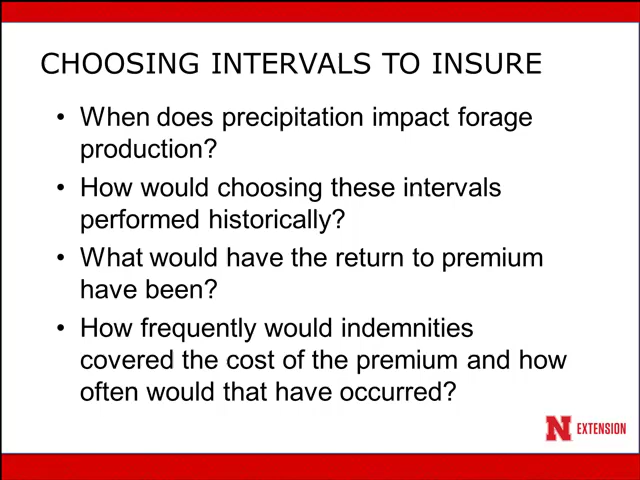 CHOOSING INTERVALS TO INSURE
• When does precipitation impact forage
production?
• How would choosing these intervals
performed historically?
• What would have the return to premium
have been?
• How frequently would indemnities
covered the cost of the premium and how
often would that have occurred?
N EXTENSION